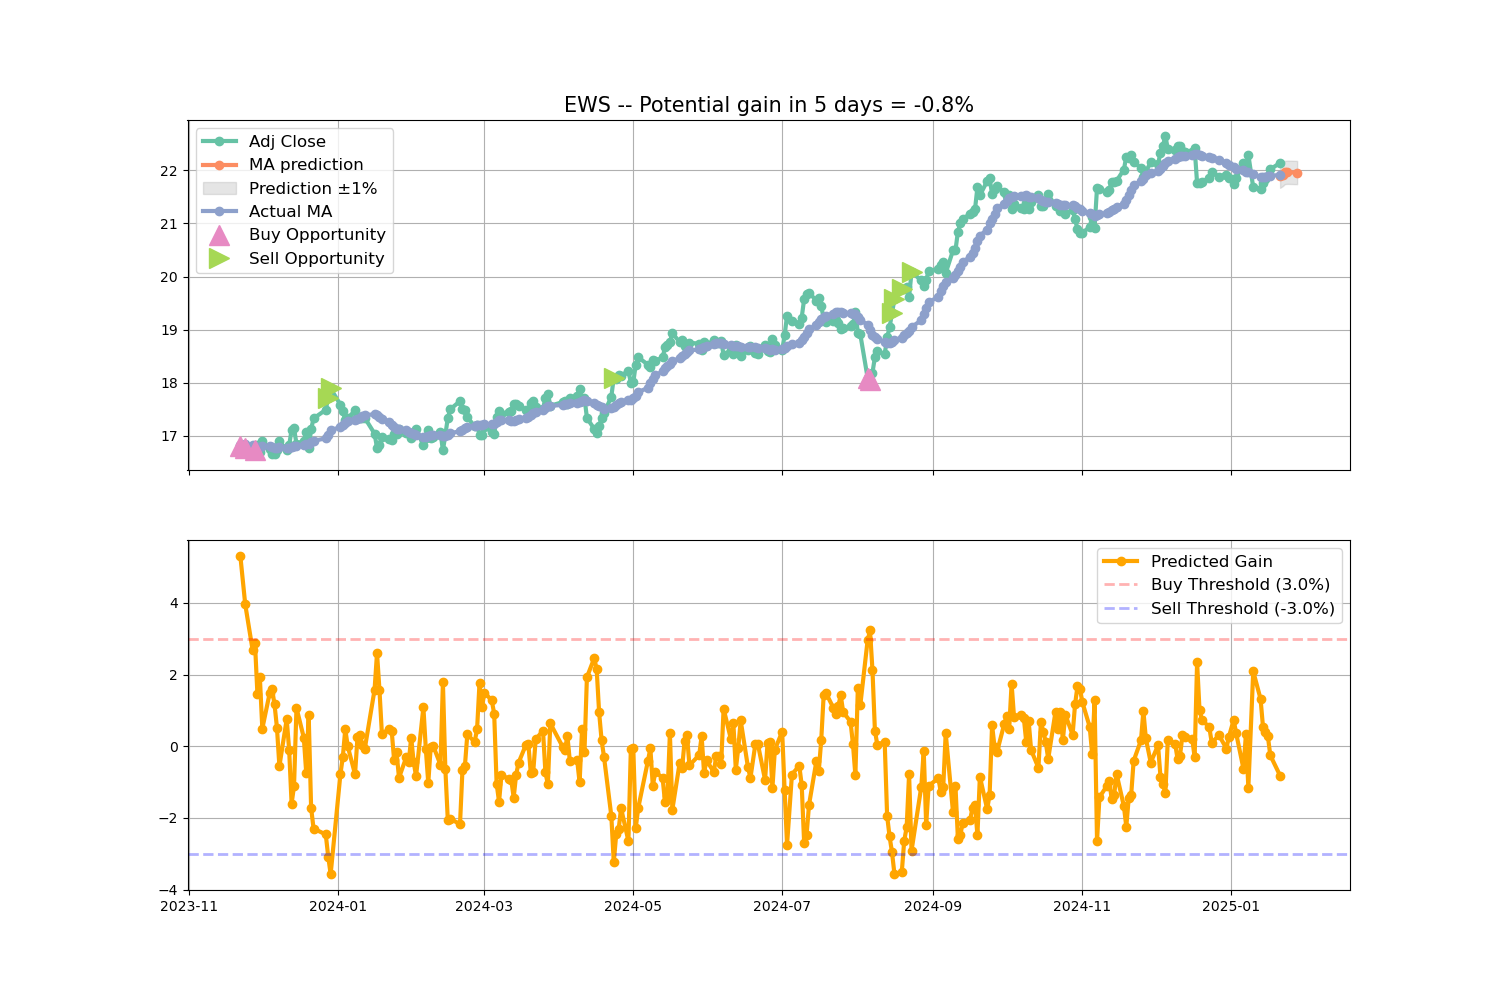 EWS -- Potential gain in 5 days = -0.8%
Adj Close
MA prediction
Prediction ±1%
Actual MA
Buy Opportunity
Sell Opportunity
22
21
20
19
18
17
Predicted Gain
Buy Threshold (3.0%)
Sell Threshold (-3.0%)
4
2
0
−2
−4
2023-11 2024-01 2024-03 2024-05 2024-07 2024-09 2024-11 2025-01